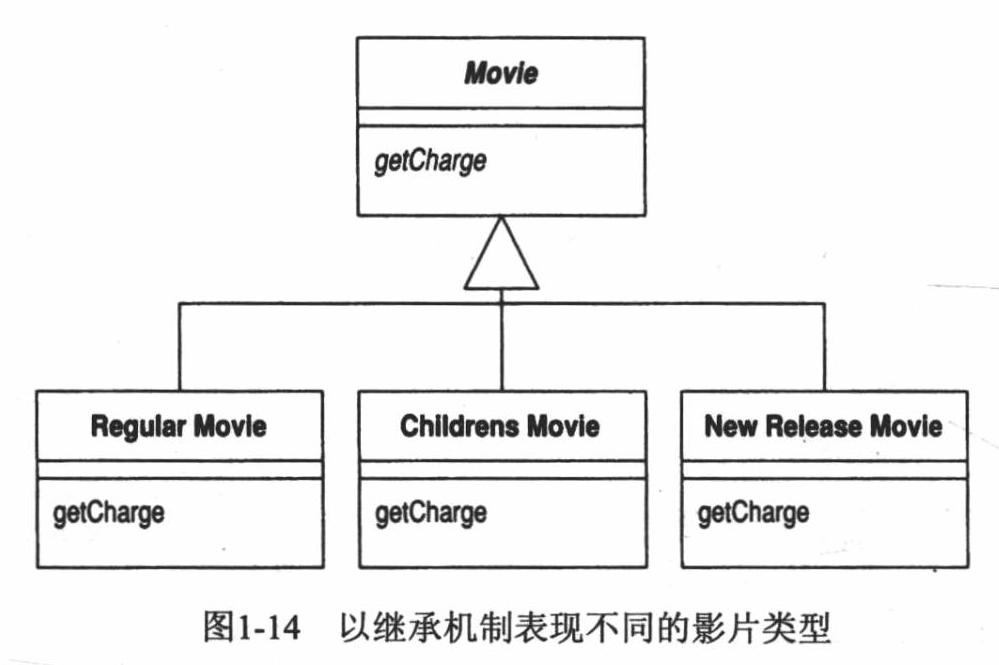 Movie
getCharge
Regular Movie
Childrens Movie
New Release Movie
getCharge
getCharge
getCharge
图1-14 以继承机制表现不同的影片类型